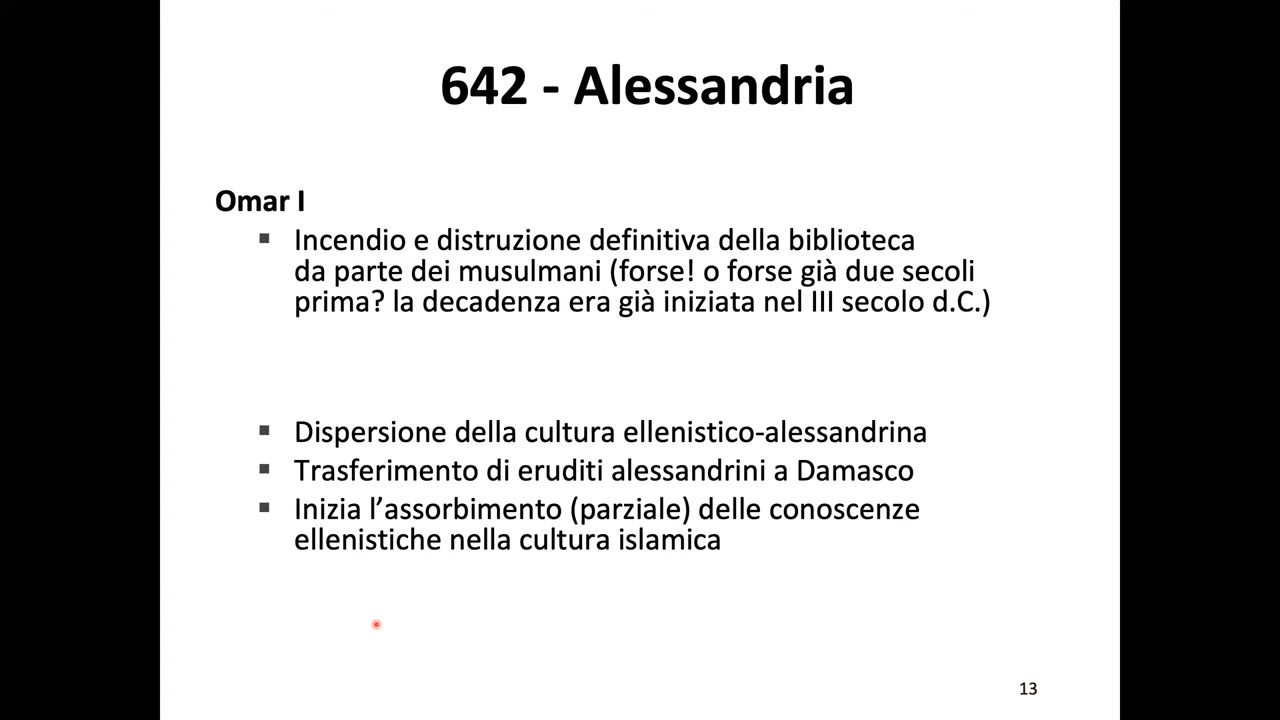 642 - Alessandria
Omar I
▪ Incendio e distruzione definitiva della biblioteca
da parte dei musulmani (forse! o forse già due secoli
prima? la decadenza era già iniziata nel III secolo d.C.)
▪ Dispersione della cultura ellenistico-alessandrina
▪ Trasferimento di eruditi alessandrini a Damasco
▪ Inizia l’assorbimento (parziale) delle conoscenze
ellenistiche nella cultura islamica
13